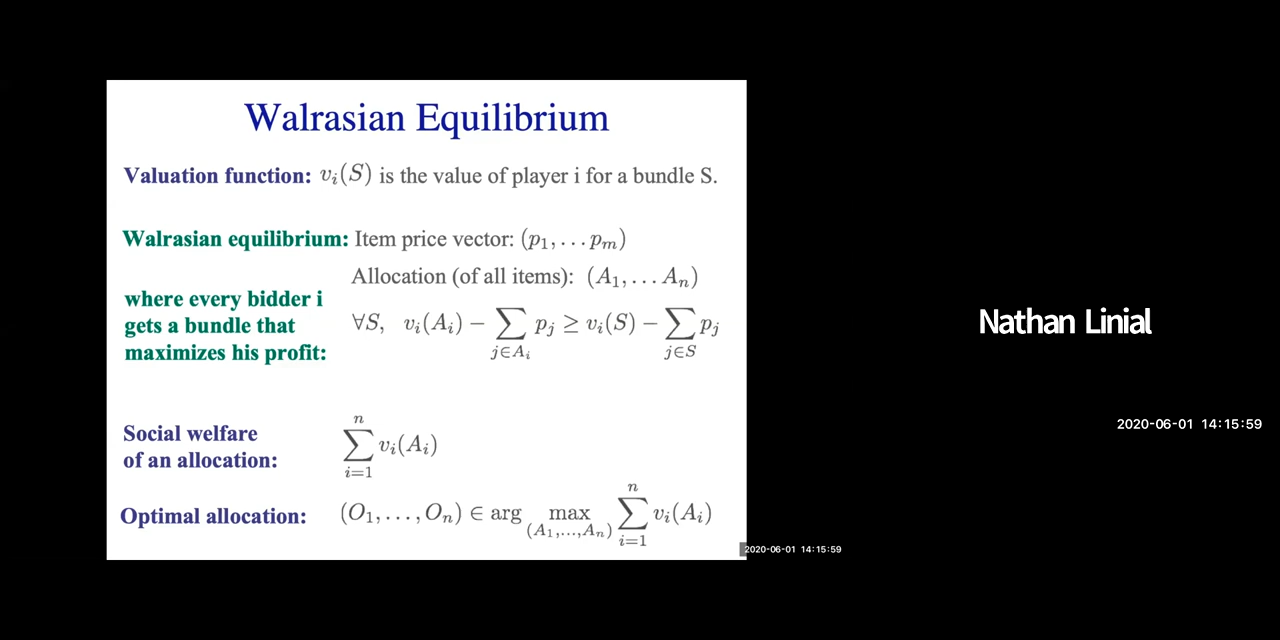 Walrasian Equilibrium
Valuation function: v_i(S) is the value of player i for a bundle S.
Walrasian equilibrium: Item price vector: (p_1, … p_m)
Allocation (of all items): (A_1, … A_n)
where every bidder i
gets a bundle that
maximizes his profit:
∀S, v_i(A_i) − ∑_{j∈A_i} p_j ≥ v_i(S) − ∑_{j∈S} p_j
Social welfare
of an allocation:
∑_{i=1}^{n} v_i(A_i)
Optimal allocation: (O_1, …, O_n) ∈ arg max_{(A_1,…,A_n)} ∑_{i=1}^{n} v_i(A_i)
2020-06-01 14:15:59
Nathan Linial
2020-06-01 14:15:59